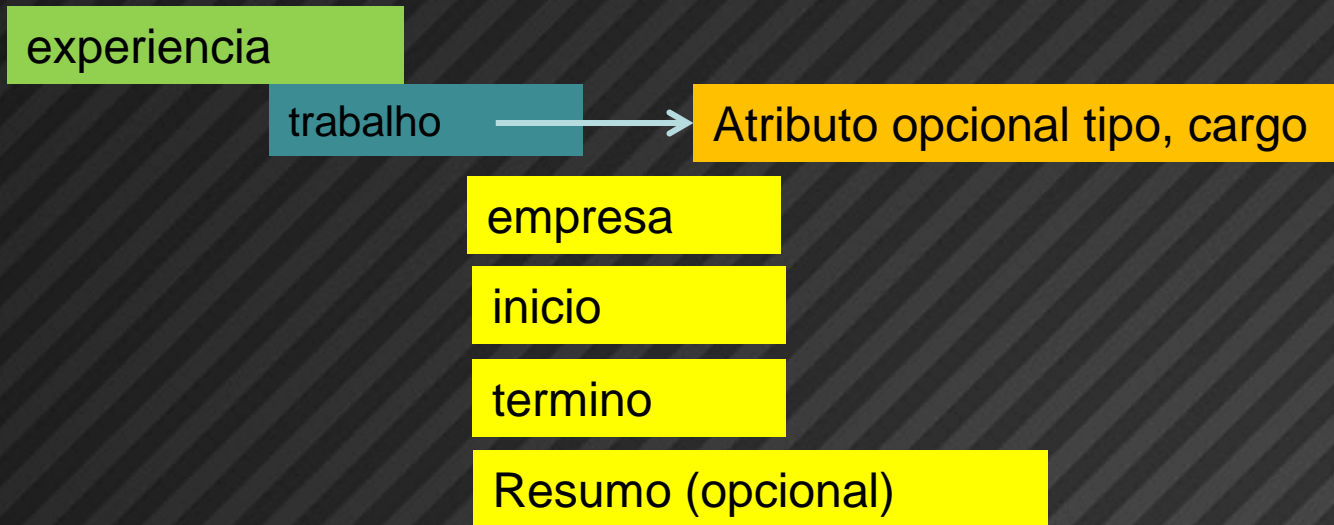 experiencia
trabalho
Atributo opcional tipo, cargo
empresa
inicio
termino
Resumo (opcional)